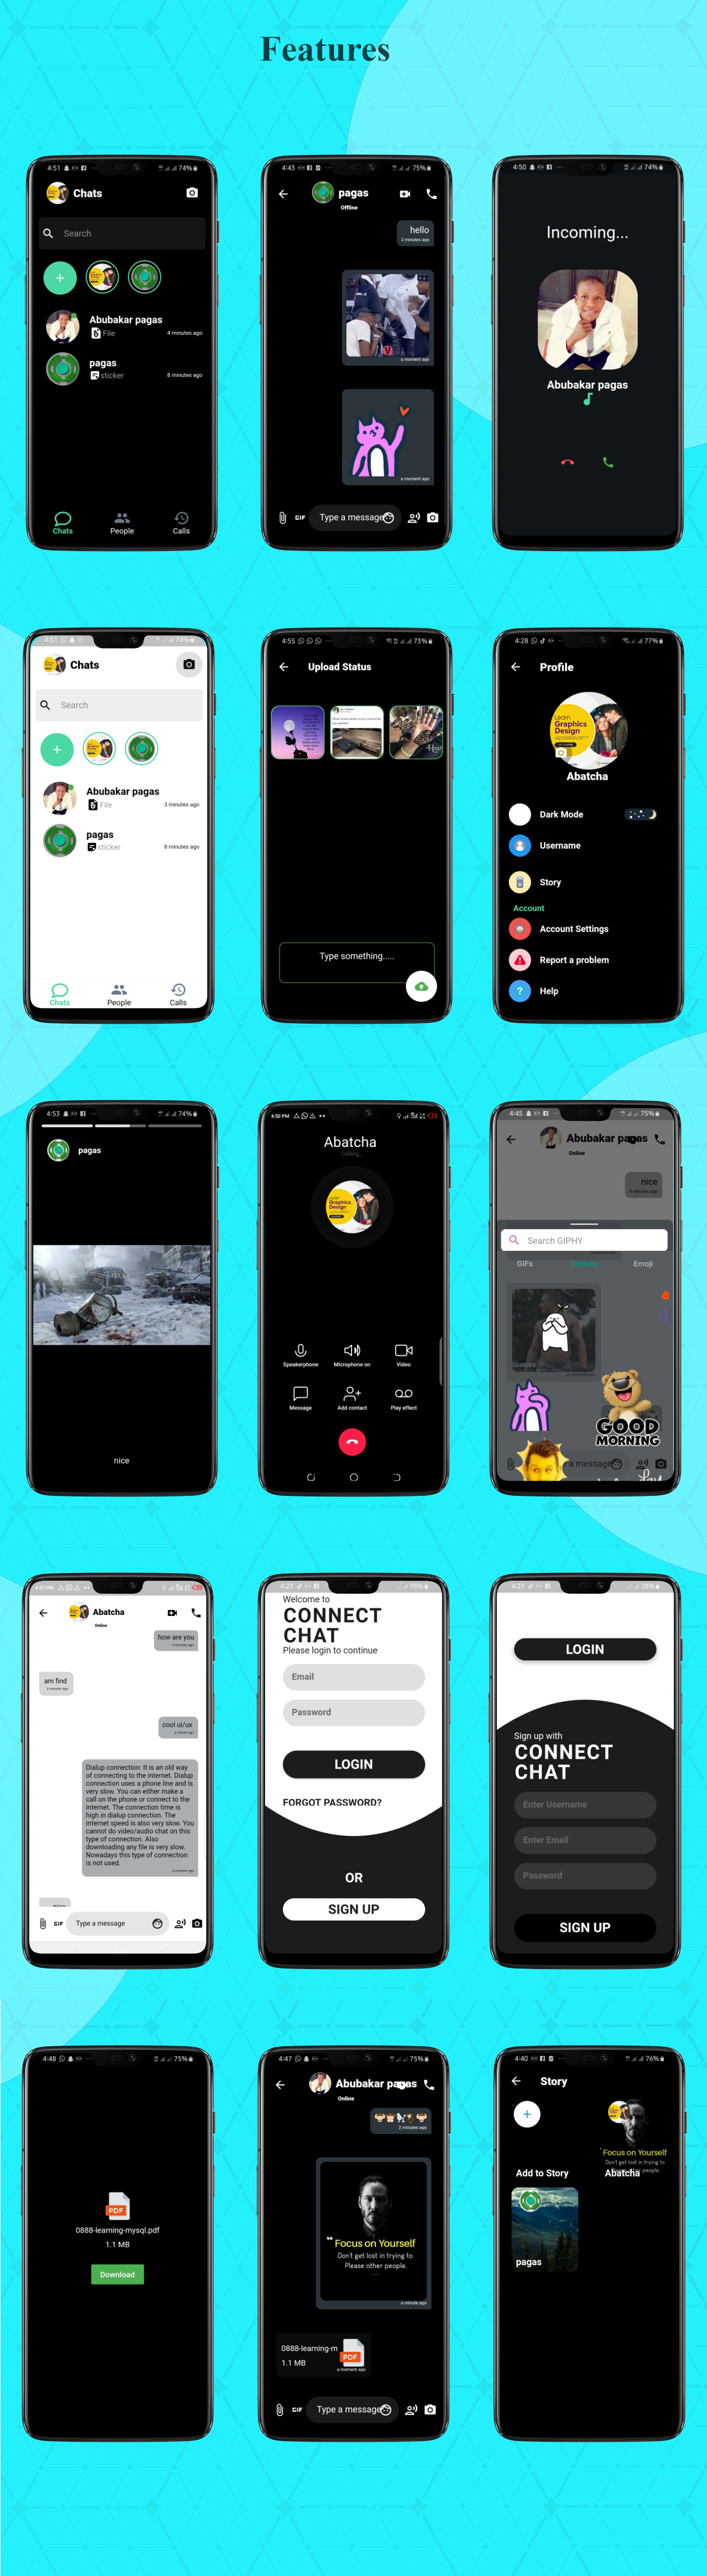 Features
4:51
74%
Chats
Search
Abubakar pagas
File
4 minutes ago
pagas
sticker
8 minutes ago
Chats
People
Calls
4:43
75%
pagas
Offline
hello
2 minutes ago
a moment ago
a moment ago
GIF
Type a message
4:50
74%
Incoming...
Abubakar pagas
4:51
74%
Chats
Search
Abubakar pagas
File
3 minutes ago
pagas
sticker
8 minutes ago
Chats
People
Calls
4:55
73%
Upload Status
Type something.....
4:28
77%
Profile
Learn
Graphics
Design
Abatcha
Dark Mode
Username
Story
Account
Account Settings
Report a problem
Help
4:53
74%
pagas
nice
4:50 PM
Abatcha
Calling...
Learn
Graphics
Design
Speakerphone
Microphone on
Video
Message
Add contact
Play effect
4:45
75%
Abubakar pagas
Online
nice
Search GIPHY
GIFs
Stickers
Emoji
GOOD
MORNING
a message
4:57 PM
Abatcha
Online
how are you
am find
2 minutes ago
cool ui/ux
a minute ago
Dialup connection: It is an old way
of connecting to the internet. Dialup
connection uses a phone line and is
very slow. You can either make a
call on the phone or connect to the
internet. The connection time is
high in dialup connection. The
internet speed is also very slow. You
cannot do video/audio chat on this
type of connection. Also
downloading any file is very slow.
Nowadays this type of connection
is not used.
a moment ago
nice
GIF
Type a message
4:23
78%
Welcome to
CONNECT
CHAT
Please login to continue
Email
Password
LOGIN
FORGOT PASSWORD?
OR
SIGN UP
4:23
78%
LOGIN
Sign up with
CONNECT
CHAT
Enter Username
Enter Email
Password
SIGN UP
4:48
75%
PDF
0888-learning-mysql.pdf
1.1 MB
Download
4:47
75%
Abubakar pagas
Online
2 minutes ago
“ Focus on Yourself
Don't get lost in trying to
Please other people.
a minute ago
0888-learning-m
1.1 MB
PDF
a moment ago
GIF
Type a message
4:40
76%
Story
Focus on Yourself
Don't get lost in trying to
people.
Add to Story
Abatcha
pagas